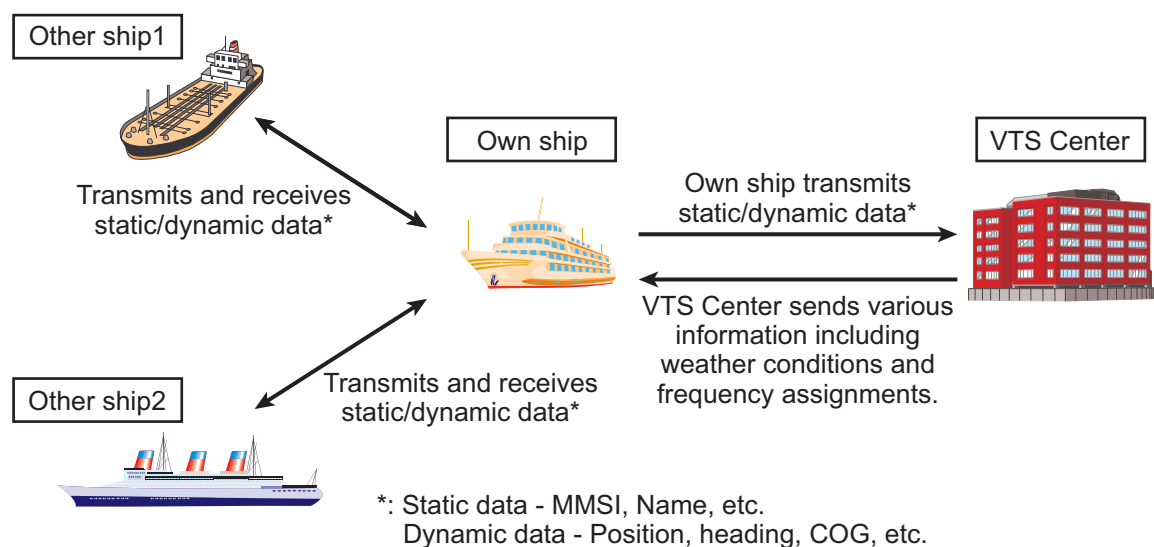 Other ship1
Transmits and receives
static/dynamic data*
Own ship
Own ship transmits
static/dynamic data*
VTS Center
VTS Center sends various
information including
weather conditions and
frequency assignments.
Other ship2
Transmits and receives
static/dynamic data*
*: Static data - MMSI, Name, etc.
Dynamic data - Position, heading, COG, etc.